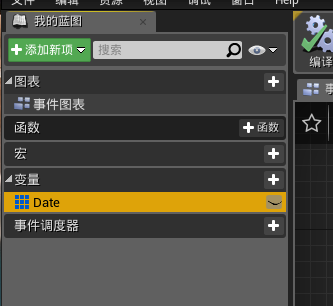 文件 编辑 资源 视图 调试 窗口 Help
我的蓝图
添加新项 搜索
编译
图表
事件图表
函数 函数
宏
变量
Date
事件调度器